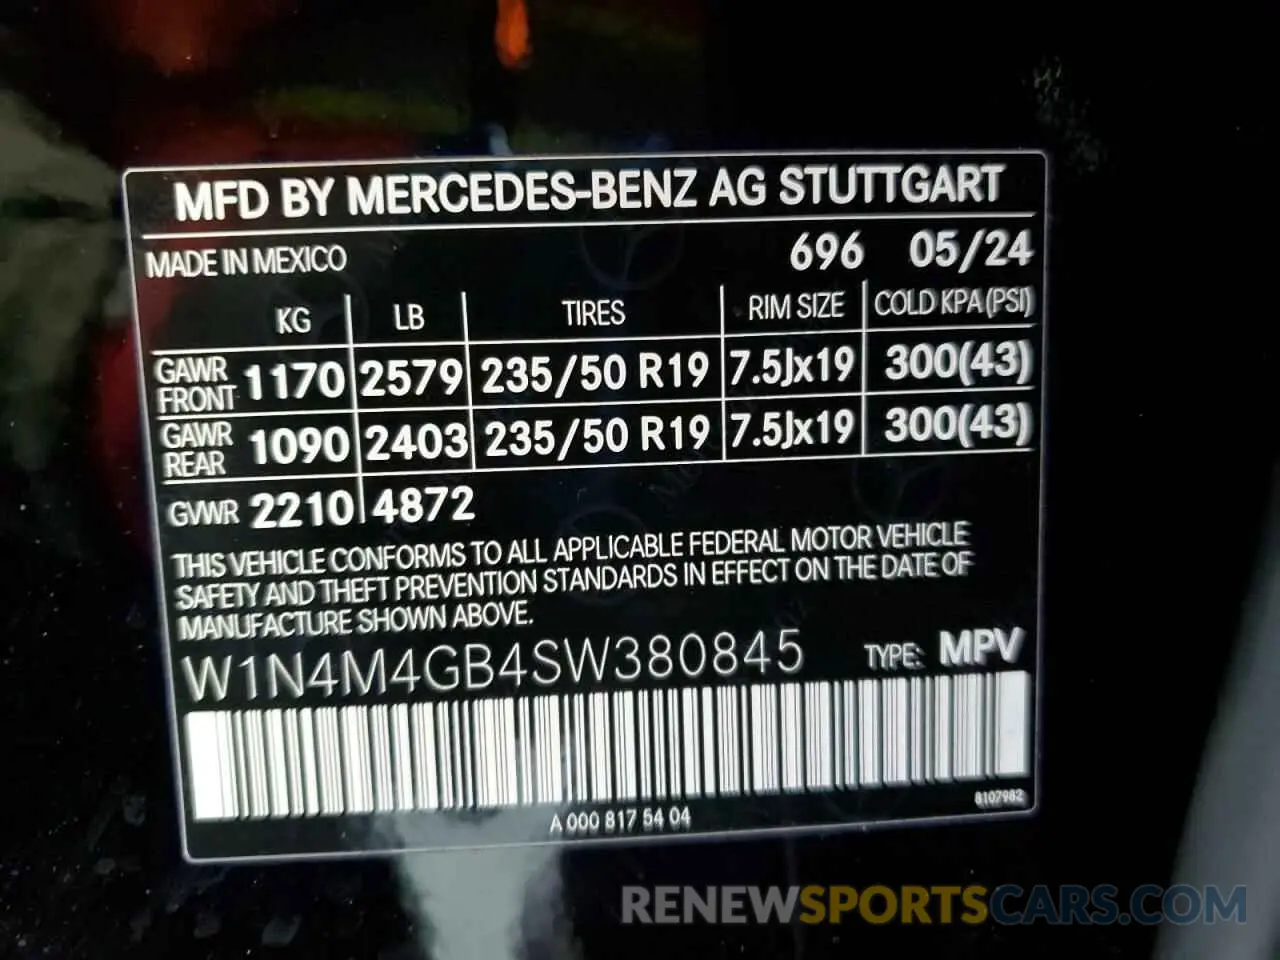 MFD BY MERCEDES-BENZ AG STUTTGART
MADE IN MEXICO 696 05/24
KG LB TIRES RIM SIZE COLD KPA (PSI)
GAWR FRONT 1170 2579 235/50 R19 7.5Jx19 300(43)
GAWR REAR 1090 2403 235/50 R19 7.5Jx19 300(43)
GVWR 2210 4872
THIS VEHICLE CONFORMS TO ALL APPLICABLE FEDERAL MOTOR VEHICLE
SAFETY AND THEFT PREVENTION STANDARDS IN EFFECT ON THE DATE OF
MANUFACTURE SHOWN ABOVE.
W1N4M4GB4SW380845 TYPE: MPV
8107982
A 000 817 54 04
RENEWSPORTSCARS.COM